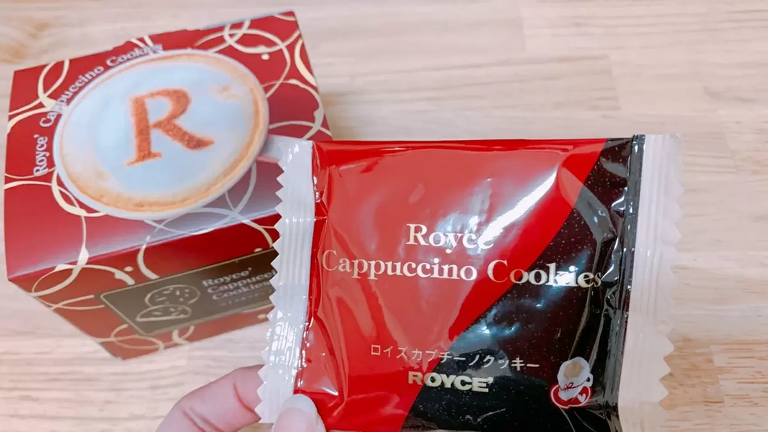 Royce' Cappuccino Cookies
R
Royce'
Cappucci
Cookies
Royce'
Cappuccino Cookies
ロイズカプチーノクッキー
ROYCE'